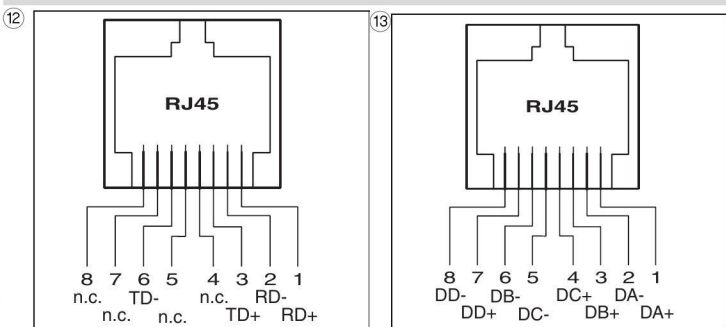 12
RJ45
8 7 6 5 4 3 2 1
n.c. TD- n.c. RD-
n.c. n.c. TD+ RD+
13
RJ45
8 7 6 5 4 3 2 1
DD- DB- DC+ DA-
DD+ DC- DB+ DA+